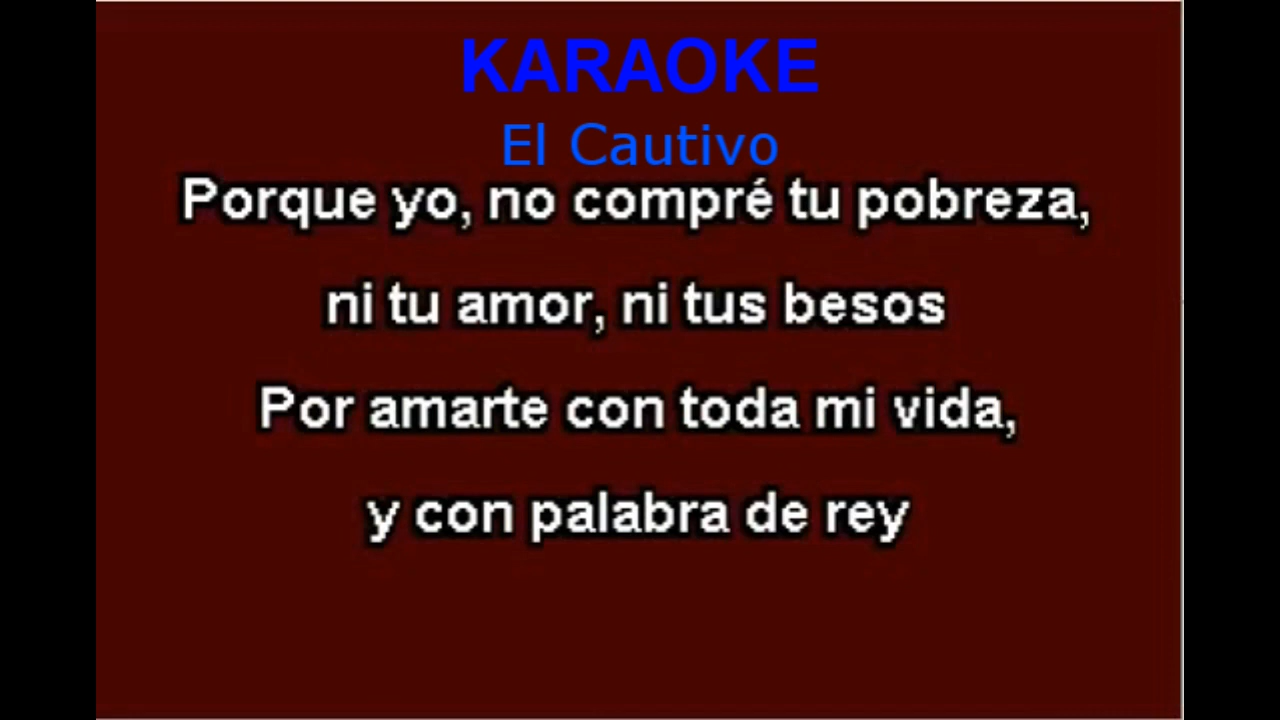 KARAOKE
El Cautivo
Porque yo, no compré tu pobreza,
ni tu amor, ni tus besos
Por amarte con toda mi vida,
y con palabra de rey